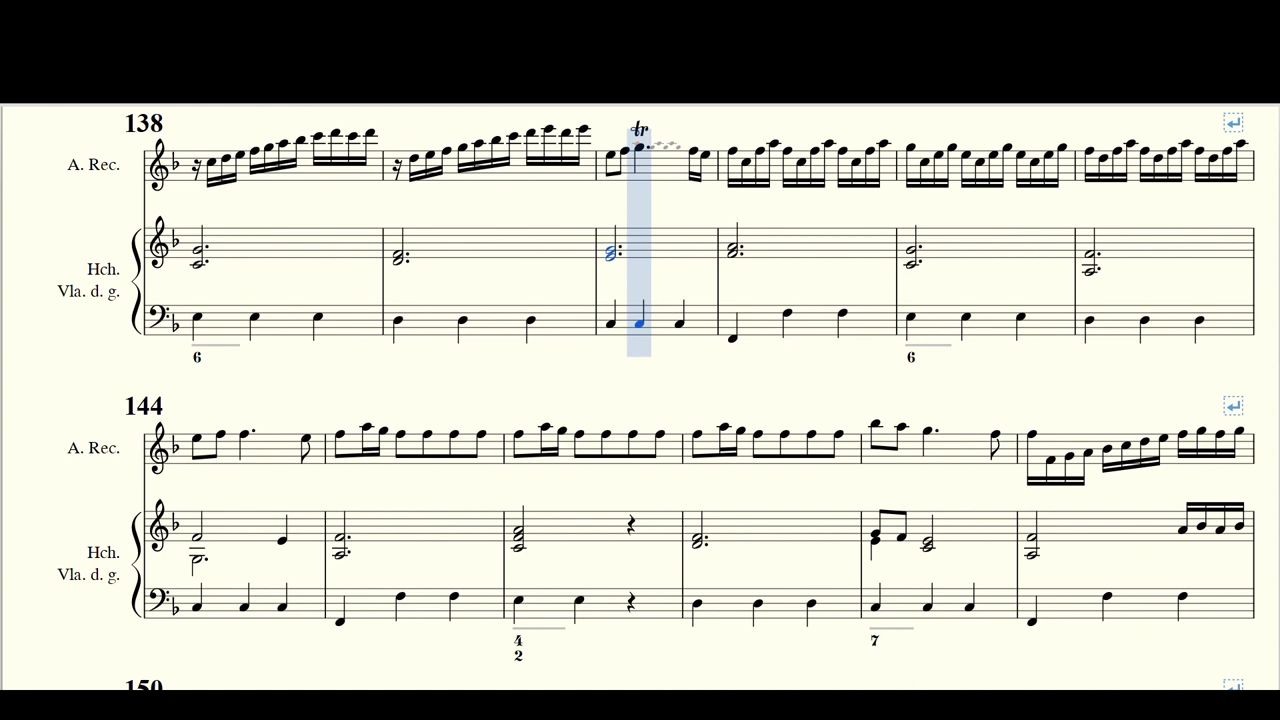 138
tr
A. Rec.
Hch.
Vla. d. g.
6 6
144
A. Rec.
Hch.
Vla. d. g.
4 7
2
150